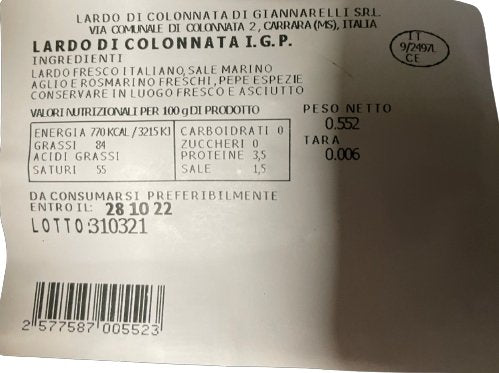 LARDO DI COLONNATA DI GIANNARELLI S.R.L.
VIA COMUNALE DI COLONNATA 2, CARRARA (MS), ITALIA
LARDO DI COLONNATA I.G.P.
IT
9/2497L
CE
INGREDIENTI
LARDO FRESCO ITALIANO, SALE MARINO
AGLIO E ROSMARINO FRESCHI, PEPE E SPEZIE
CONSERVARE IN LUOGO FRESCO E ASCIUTTO
VALORI NUTRIZIONALI PER 100 g DI PRODOTTO
ENERGIA 770 KCAL / 3215 KJ
GRASSI 84
ACIDI GRASSI
SATURI 55
CARBOIDRATI 0
ZUCCHERI 0
PROTEINE 3,5
SALE 1,5
PESO NETTO
0.552
TARA
0.006
DA CONSUMARSI PREFERIBILMENTE
ENTRO IL: 28 10 22
LOTTO:310321
2 577587 005523